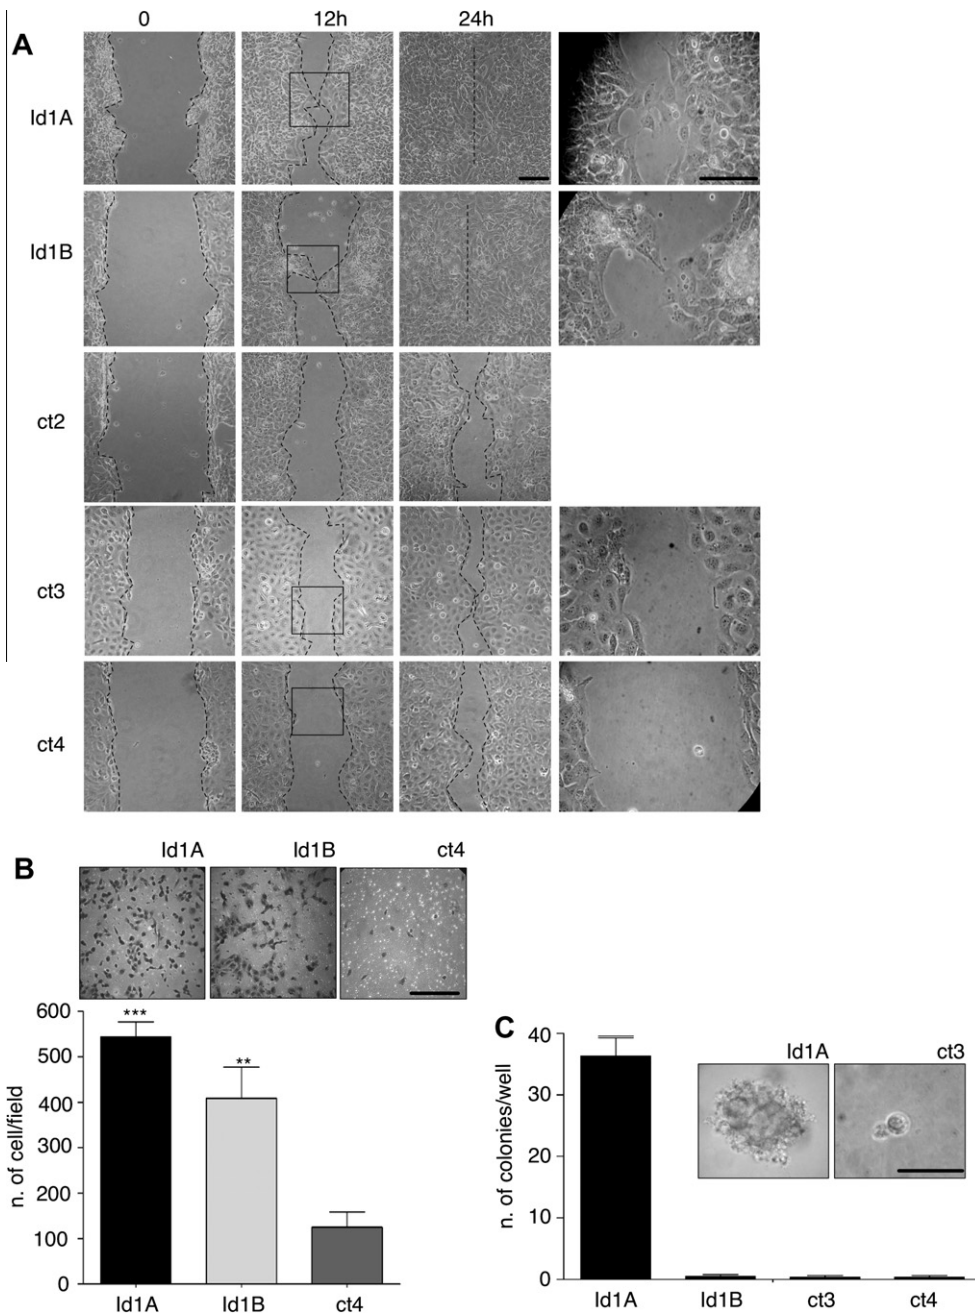 0 12h 24h
A
Id1A
Id1B
ct2
ct3
ct4
B
Id1A Id1B ct4
n. of cell/field
600
500
400
300
200
100
0
***
**
Id1A Id1B ct4
C
Id1A ct3
n. of colonies/well
40
30
20
10
0
Id1A Id1B ct3 ct4